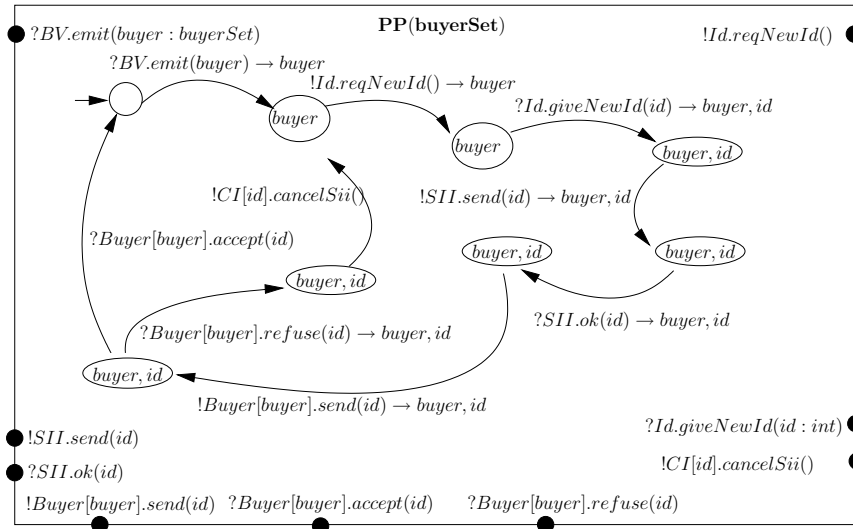 PP(buyerSet)
?BV.emit(buyer : buyerSet)
!Id.reqNewId()
?BV.emit(buyer) → buyer
!Id.reqNewId() → buyer
?Id.giveNewId(id) → buyer, id
buyer
buyer
buyer, id
!CI[id].cancelSii()
!SII.send(id) → buyer, id
?Buyer[buyer].accept(id)
buyer, id
buyer, id
buyer, id
?SII.ok(id) → buyer, id
?Buyer[buyer].refuse(id) → buyer, id
buyer, id
!Buyer[buyer].send(id) → buyer, id
?Id.giveNewId(id : int)
!SII.send(id)
!CI[id].cancelSii()
?SII.ok(id)
!Buyer[buyer].send(id)
?Buyer[buyer].accept(id)
?Buyer[buyer].refuse(id)